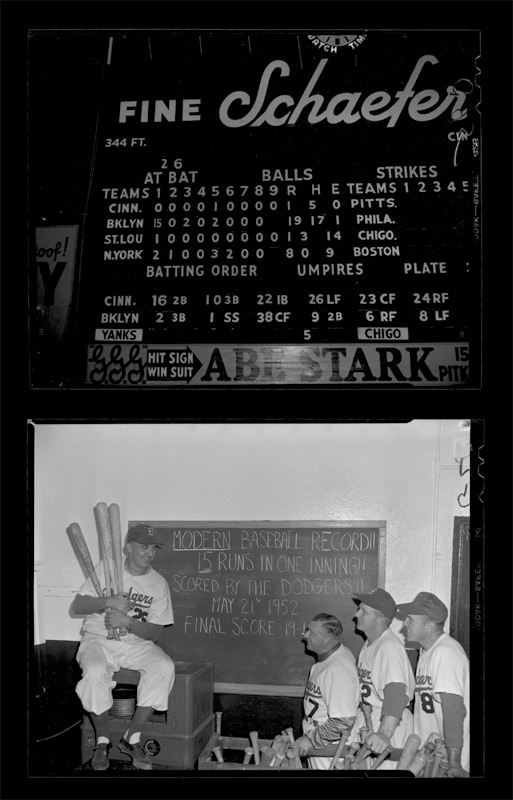 FINE Schaefer
344 FT.
2 6
AT BAT BALLS STRIKES
TEAMS 1 2 3 4 5 6 7 8 9 R H E TEAMS 1 2 3 4
CINN. 0 0 0 0 1 0 0 0 0 1 5 0 PITTS.
BKLYN 15 0 2 0 2 0 0 0 19 17 1 PHILA.
ST.LOU 1 0 0 0 0 0 0 0 0 1 3 14 CHIGO.
N.YORK 2 1 0 0 3 2 0 0 8 0 9 BOSTON
BATTING ORDER UMPIRES PLATE
CINN. 16 2B 10 3B 22 1B 26 LF 23 CF 24 RF
BKLYN 2 3B 1 SS 38 CF 9 2B 6 RF 8 LF
YANKS 5 CHIGO
HIT SIGN
WIN SUIT
ABE STARK
oof!
Y
MODERN BASEBALL RECORD!!
15 RUNS IN ONE INNING!!
SCORED BY THE DODGERS!!
MAY 21st 1952
FINAL SCORE 19-
B
7
2
8